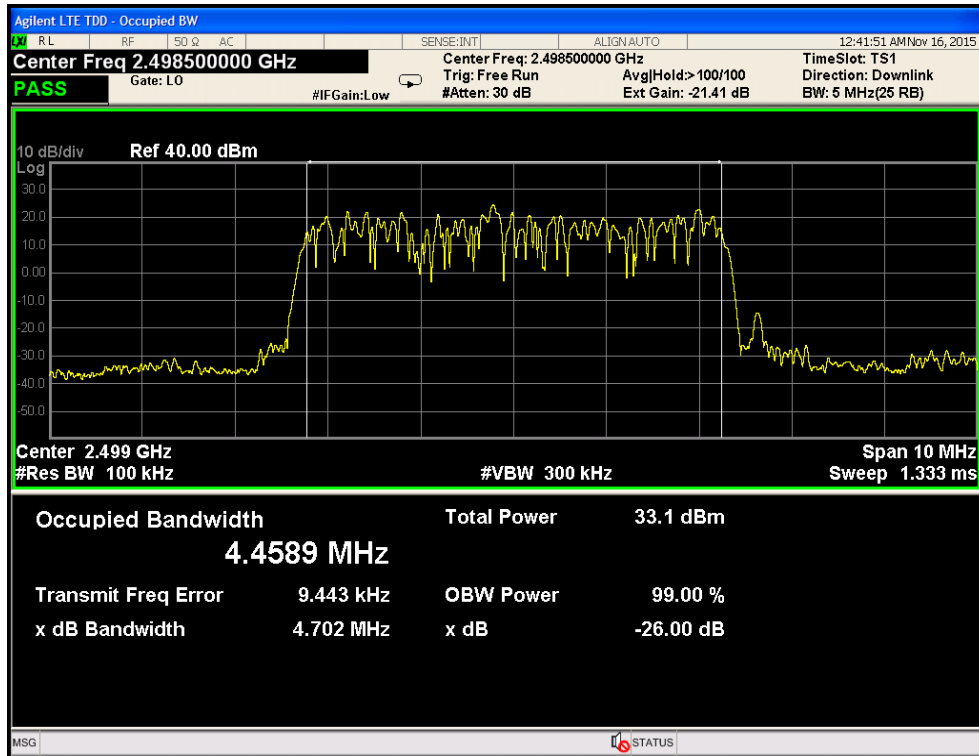 Agilent LTE TDD - Occupied BW
LXI RL RF 50 Ω AC SENSE:INT ALIGN AUTO 12:41:51 AM Nov 16, 2015
Center Freq 2.498500000 GHz
Center Freq: 2.498500000 GHz
TimeSlot: TS1
PASS
Gate: LO
#IFGain:Low
Trig: Free Run
Avg|Hold:>100/100
Direction: Downlink
#Atten: 30 dB
Ext Gain: -21.41 dB
BW: 5 MHz(25 RB)
10 dB/div Ref 40.00 dBm
Log
30.0
20.0
10.0
0.00
-10.0
-20.0
-30.0
-40.0
-50.0
Center 2.499 GHz Span 10 MHz
#Res BW 100 kHz #VBW 300 kHz Sweep 1.333 ms
Occupied Bandwidth Total Power 33.1 dBm
4.4589 MHz
Transmit Freq Error 9.443 kHz OBW Power 99.00 %
x dB Bandwidth 4.702 MHz x dB -26.00 dB
MSG STATUS